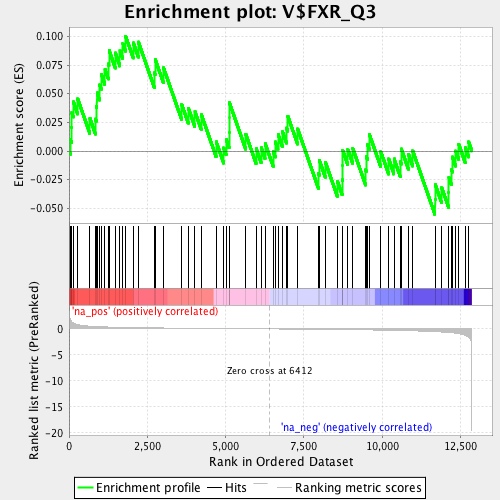 Enrichment plot: V$FXR_Q3
Enrichment score (ES)
0.100
0.075
0.050
0.025
0.000
-0.025
-0.050
'na_pos' (positively correlated)
Ranked list metric (PreRanked)
0
-5
-10
-15
-20
Zero cross at 6412
'na_neg' (negatively correlated)
0
2,500
5,000
7,500
10,000
12,500
Rank in Ordered Dataset
Enrichment profile
Hits
Ranking metric scores